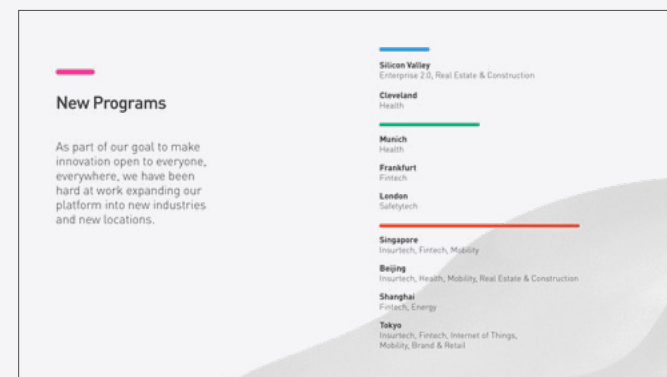 New Programs
As part of our goal to make
innovation open to everyone,
everywhere, we have been
hard at work expanding our
platform into new industries
and new locations.
Silicon Valley
Enterprise 2.0, Real Estate & Construction
Cleveland
Health
Munich
Health
Frankfurt
Fintech
London
Safetytech
Singapore
Insurtech, Fintech, Mobility
Beijing
Insurtech, Health, Mobility, Real Estate & Construction
Shanghai
Fintech, Energy
Tokyo
Insurtech, Fintech, Internet of Things,
Mobility, Brand & Retail